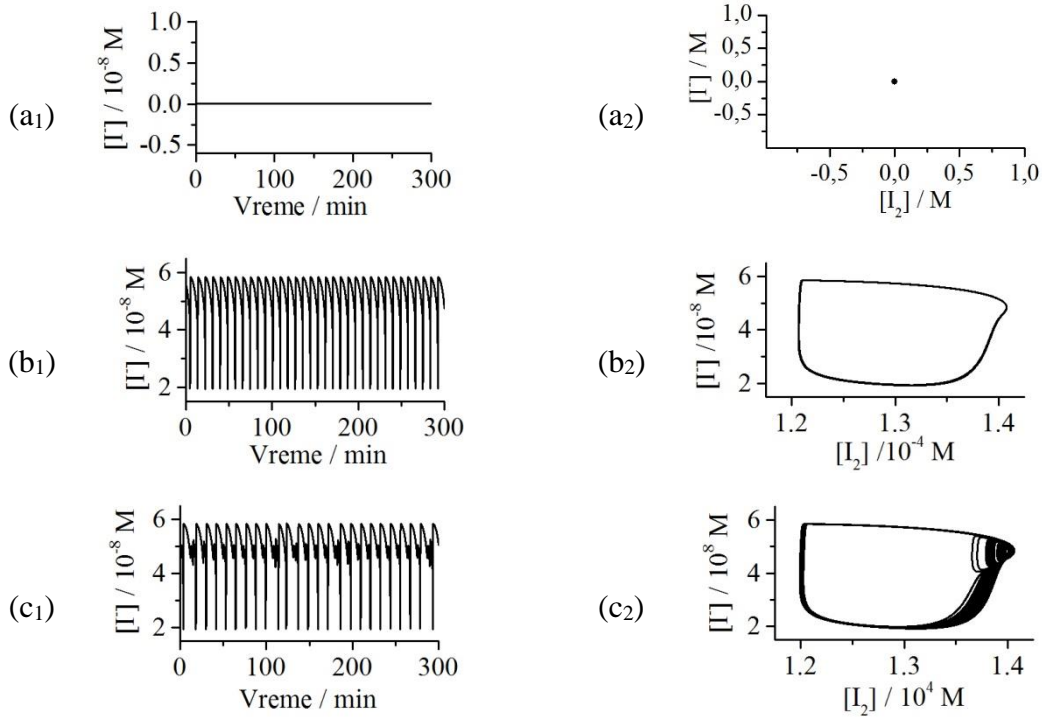 (a₁)
[I⁻] / 10⁻⁸ M
1.0
0.5
0.0
-0.5
0 100 200 300
Vreme / min
(a₂)
[I⁻] / M
1,0
0,5
0,0
-0,5
-0,5 0,0 0,5 1,0
[I₂] / M
(b₁)
[I⁻] / 10⁻⁸ M
6
4
2
0 100 200 300
Vreme / min
(b₂)
[I⁻] /10⁻⁸ M
6
4
2
1.2 1.3 1.4
[I₂] /10⁻⁴ M
(c₁)
[I⁻] / 10⁻⁸ M
6
4
2
0 100 200 300
Vreme / min
(c₂)
[I⁻] / 10⁸ M
6
4
2
1.2 1.3 1.4
[I₂] / 10⁴ M